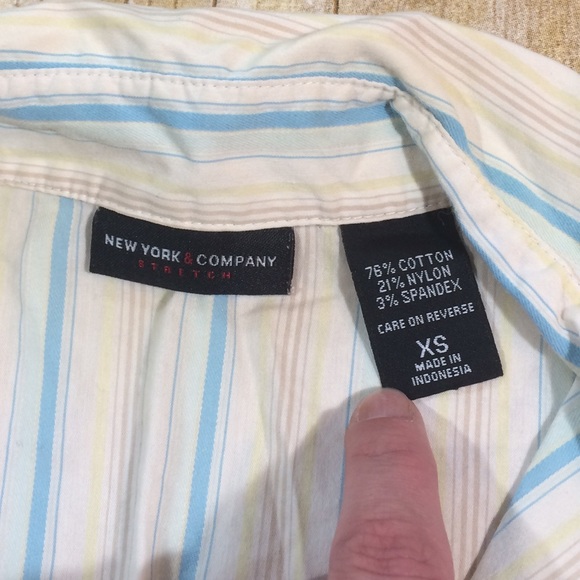 NEW YORK & COMPANY
STRETCH
76% COTTON
21% NYLON
3% SPANDEX
CARE ON REVERSE
XS
MADE IN
INDONESIA